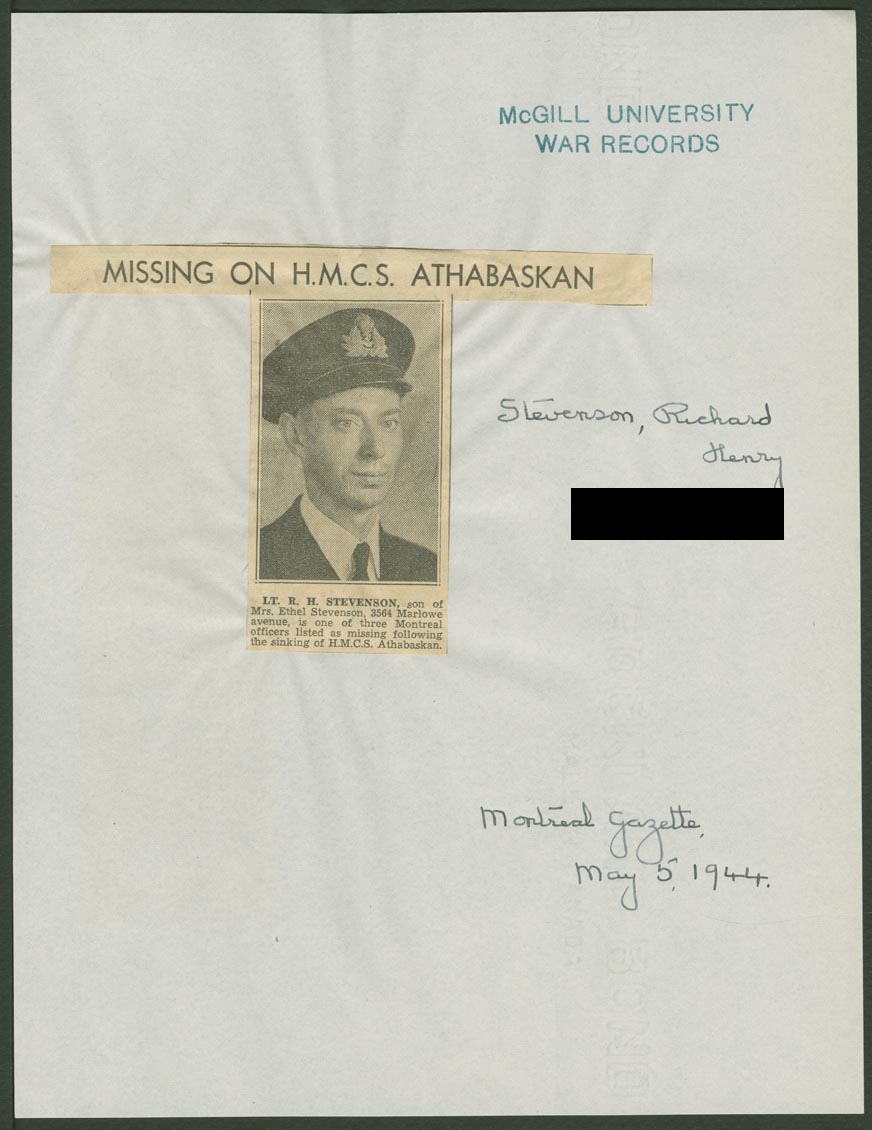 McGILL UNIVERSITY
WAR RECORDS
MISSING ON H.M.C.S. ATHABASKAN
Stevenson, Richard
Henry
LT. R. H. STEVENSON, son of
Mrs. Ethel Stevenson, 3564 Marlowe
avenue, is one of three Montreal
officers listed as missing following
the sinking of H.M.C.S. Athabaskan.
Montreal Gazette,
May 5, 1944.